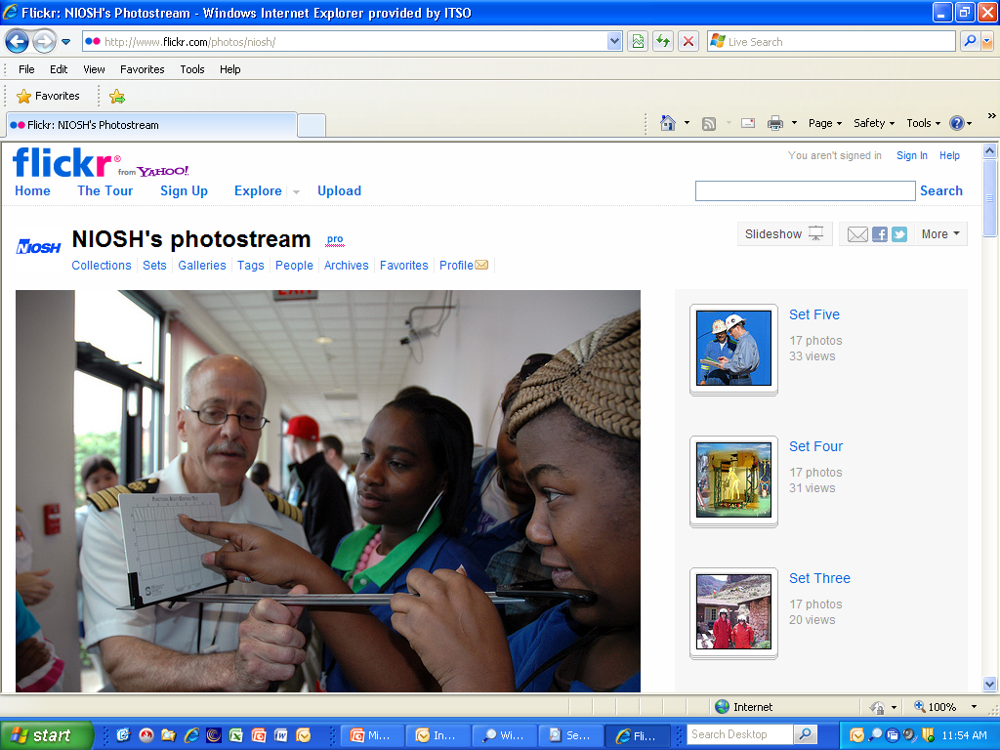 Flickr: NIOSH's Photostream - Windows Internet Explorer provided by ITSO
http://www.flickr.com/photos/niosh/
Live Search
File Edit View Favorites Tools Help
Favorites
Flickr: NIOSH's Photostream
Page Safety Tools
flickr® from YAHOO!
You aren't signed in Sign In Help
Home The Tour Sign Up Explore Upload
Search
NIOSH
NIOSH's photostream pro
Slideshow
More
Collections Sets Galleries Tags People Archives Favorites Profile
EXIT
Set Five
17 photos
33 views
Set Four
17 photos
31 views
Set Three
17 photos
20 views
Internet
100%
start
Mi...
In...
Wi...
Se...
Fli...
Search Desktop
11:54 AM